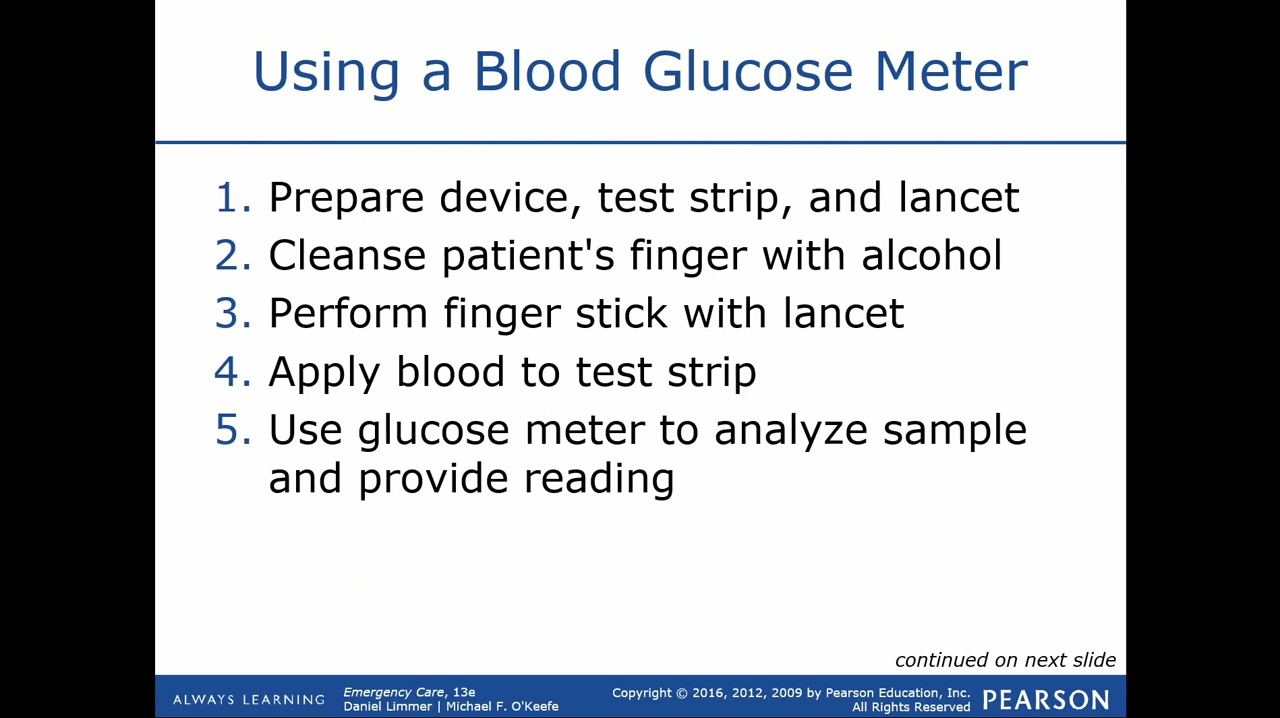 Using a Blood Glucose Meter
1. Prepare device, test strip, and lancet
2. Cleanse patient's finger with alcohol
3. Perform finger stick with lancet
4. Apply blood to test strip
5. Use glucose meter to analyze sample
and provide reading
continued on next slide
ALWAYS LEARNING
Emergency Care, 13e
Daniel Limmer | Michael F. O'Keefe
Copyright © 2016, 2012, 2009 by Pearson Education, Inc.
All Rights Reserved
PEARSON